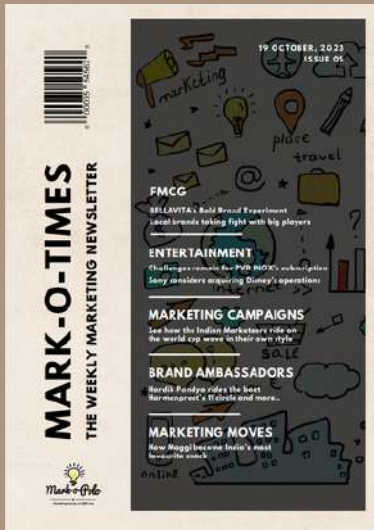 19 OCTOBER, 2023
ISSUE 05
marketing
place
travel
FMCG
BELLAVITA's Bold Brand Experiment
Local brands taking fight with big players
ENTERTAINMENT
Challenges remain for PVR INOX's subscription
Sony considers acquiring Disney's operations
internet
MARKETING CAMPAIGNS
See how the Indian Marketeers ride on
the world cup wave in their own style
sale
BRAND AMBASSADORS
Hardik Pandya rides the boat
Harmanpreet's 11 circle and more..
MARKETING MOVES
How Maggi become India's most
favourite snack
online
MARK-O-TIMES
THE WEEKLY MARKETING NEWSLETTER
Mark-o-Polo